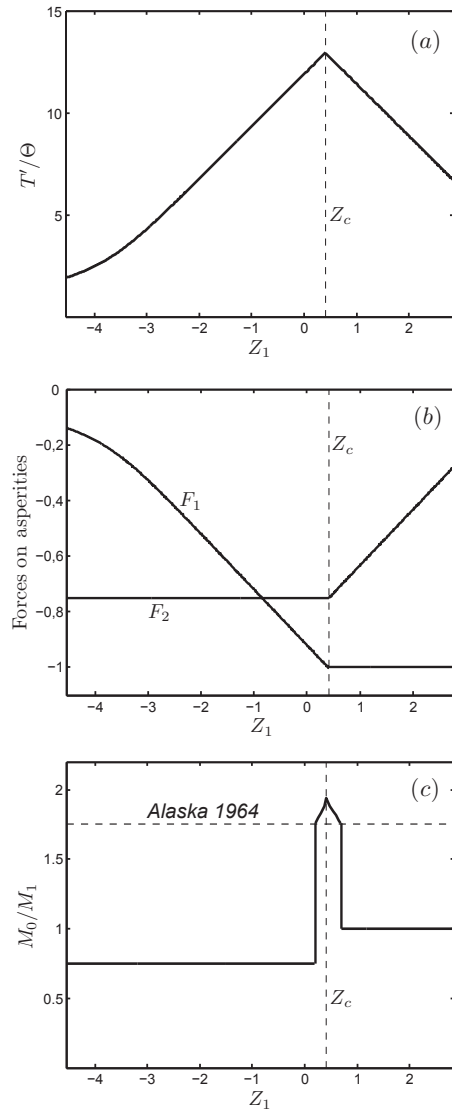 15
(a)
10
T′/Θ
Z_c
5
−4 −3 −2 −1 0 1 2
Z_1
0
(b)
Z_c
−0.2
F_1
−0.4
Forces on asperities
−0.6
F_2
−0.8
−1
−4 −3 −2 −1 0 1 2
Z_1
(c)
2
Alaska 1964
1.5
M_0/M_1
1
Z_c
0.5
−4 −3 −2 −1 0 1 2
Z_1